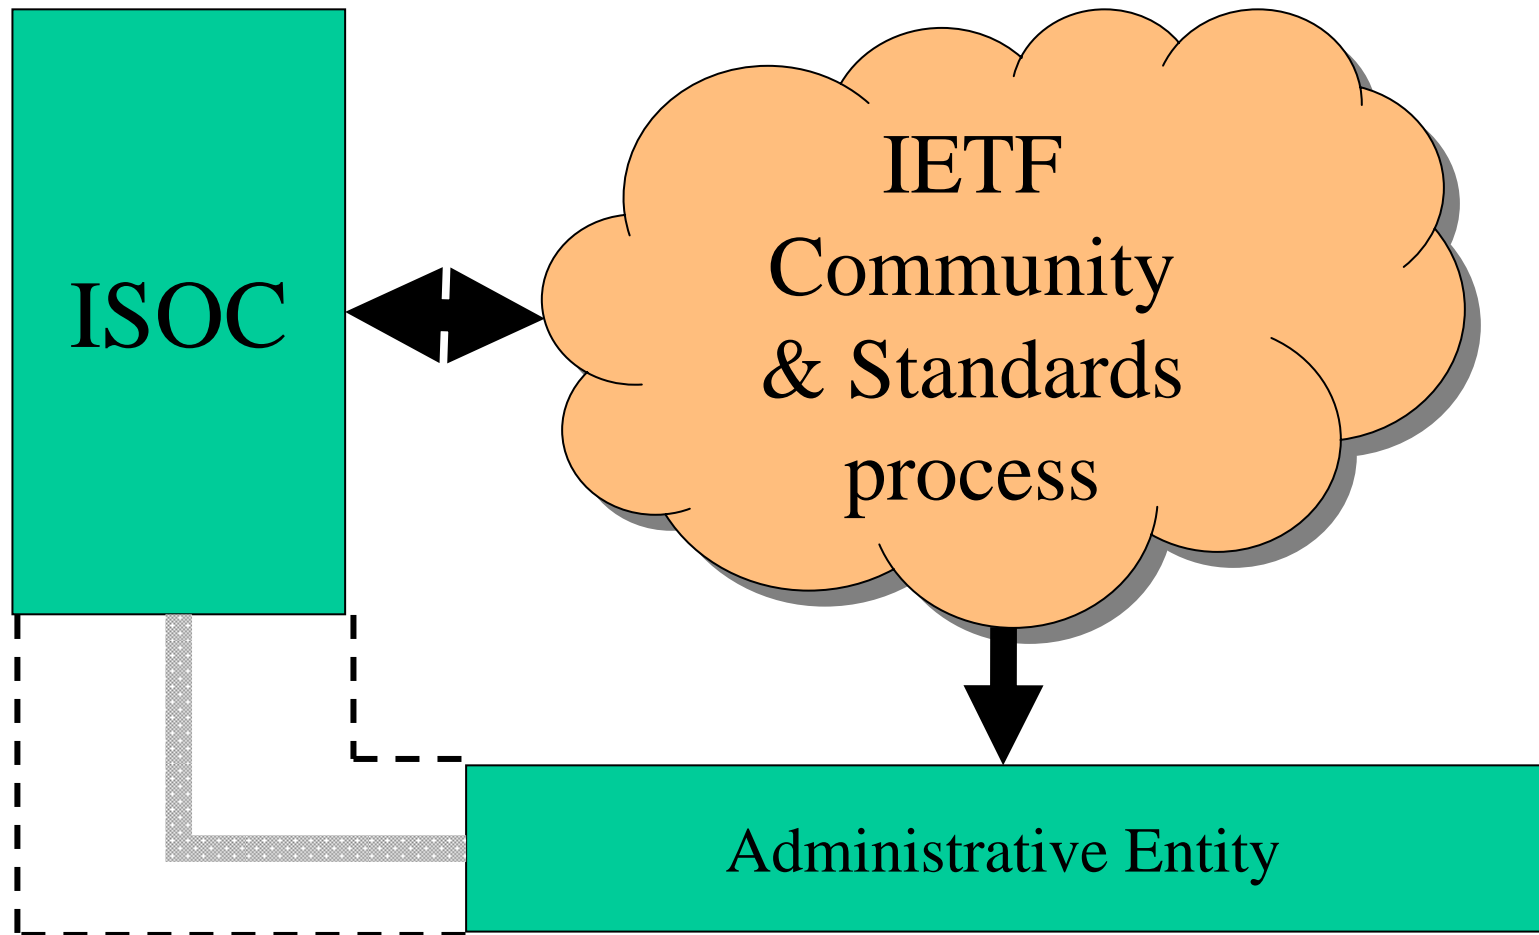 ISOC
IETF
Community
& Standards
process
Administrative Entity